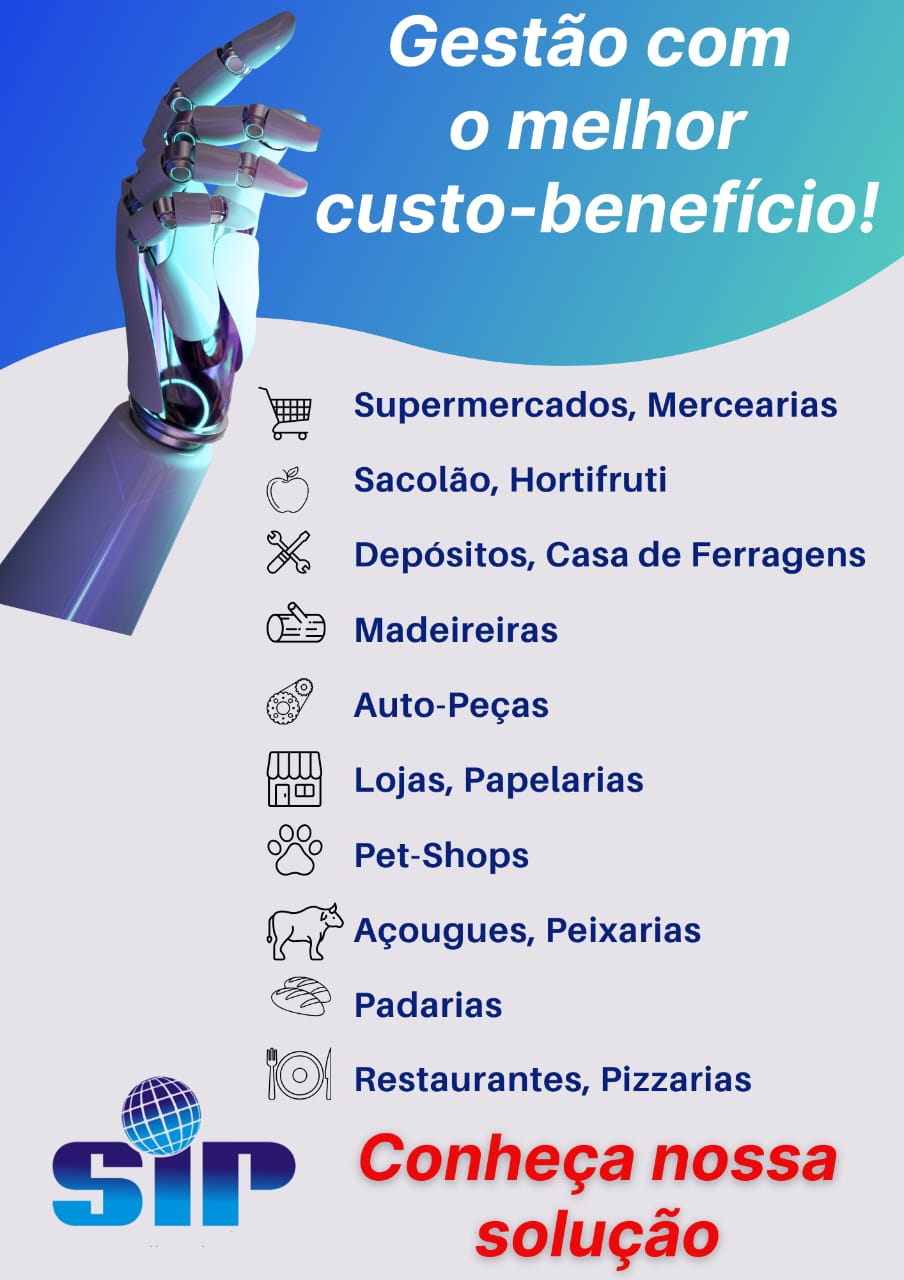 Gestão com
o melhor
custo-benefício!
Supermercados, Mercearias
Sacolão, Hortifruti
Depósitos, Casa de Ferragens
Madeireiras
Auto-Peças
Lojas, Papelarias
Pet-Shops
Açougues, Peixarias
Padarias
Restaurantes, Pizzarias
SIP
Conheça nossa
solução